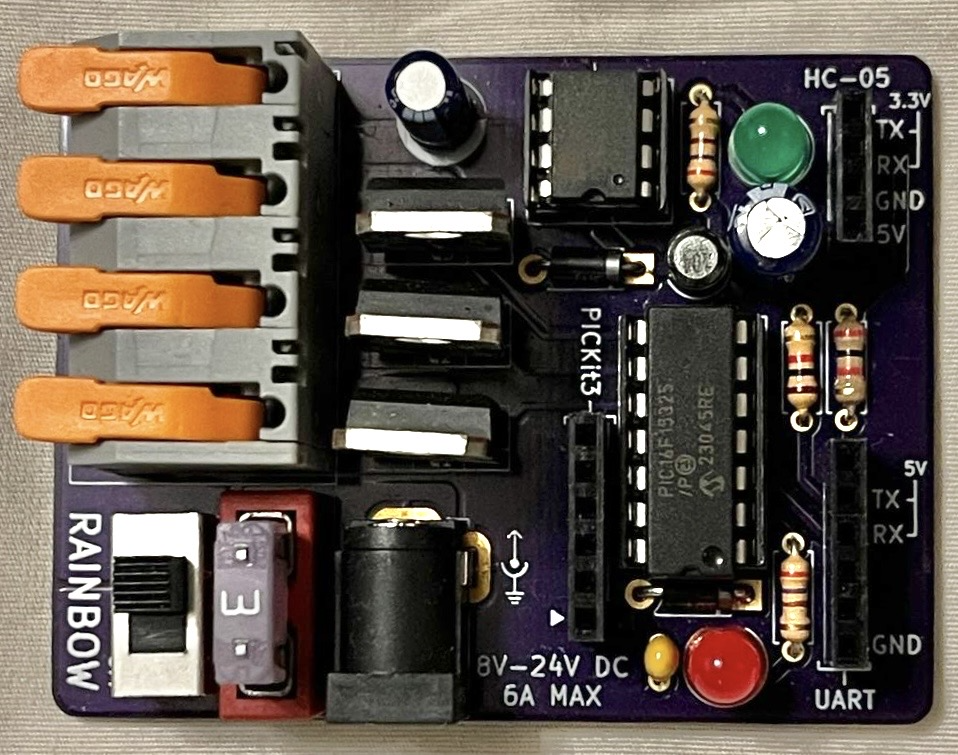 WAGO
WAGO
WAGO
WAGO
HC-05
3.3V
TX
RX
GND
5V
PICKit3
PIC16F15325
/P
23045RE
5V
TX
RX
GND
UART
RAINBOW
3
8V-24V DC
6A MAX